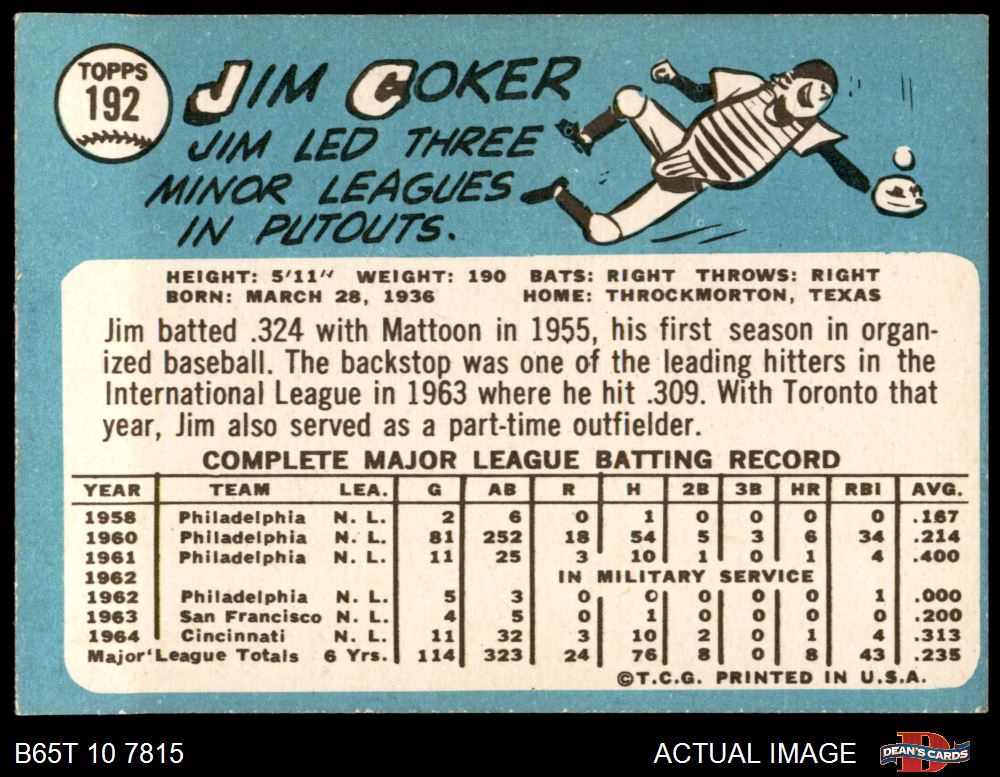 TOPPS
192
JIM COKER
JIM LED THREE
MINOR LEAGUES
IN PUTOUTS.
HEIGHT: 5'11" WEIGHT: 190 BATS: RIGHT THROWS: RIGHT
BORN: MARCH 28, 1936 HOME: THROCKMORTON, TEXAS
Jim batted .324 with Mattoon in 1955, his first season in organ-
ized baseball. The backstop was one of the leading hitters in the
International League in 1963 where he hit .309. With Toronto that
year, Jim also served as a part-time outfielder.
COMPLETE MAJOR LEAGUE BATTING RECORD
YEAR TEAM LEA. G AB R H 2B 3B HR RBI AVG.
1958 Philadelphia N. L. 2 6 0 1 0 0 0 0 .167
1960 Philadelphia N. L. 81 252 18 54 5 3 6 34 .214
1961 Philadelphia N. L. 11 25 3 10 1 0 1 4 .400
1962 IN MILITARY SERVICE
1962 Philadelphia N. L. 5 3 0 0 0 0 0 1 .000
1963 San Francisco N. L. 4 5 0 1 0 0 0 0 .200
1964 Cincinnati N. L. 11 32 3 10 2 0 1 4 .313
Major League Totals 6 Yrs. 114 323 24 76 8 0 8 43 .235
©T.C.G. PRINTED IN U.S.A.
B65T 10 7815 ACTUAL IMAGE DEAN'S CARDS